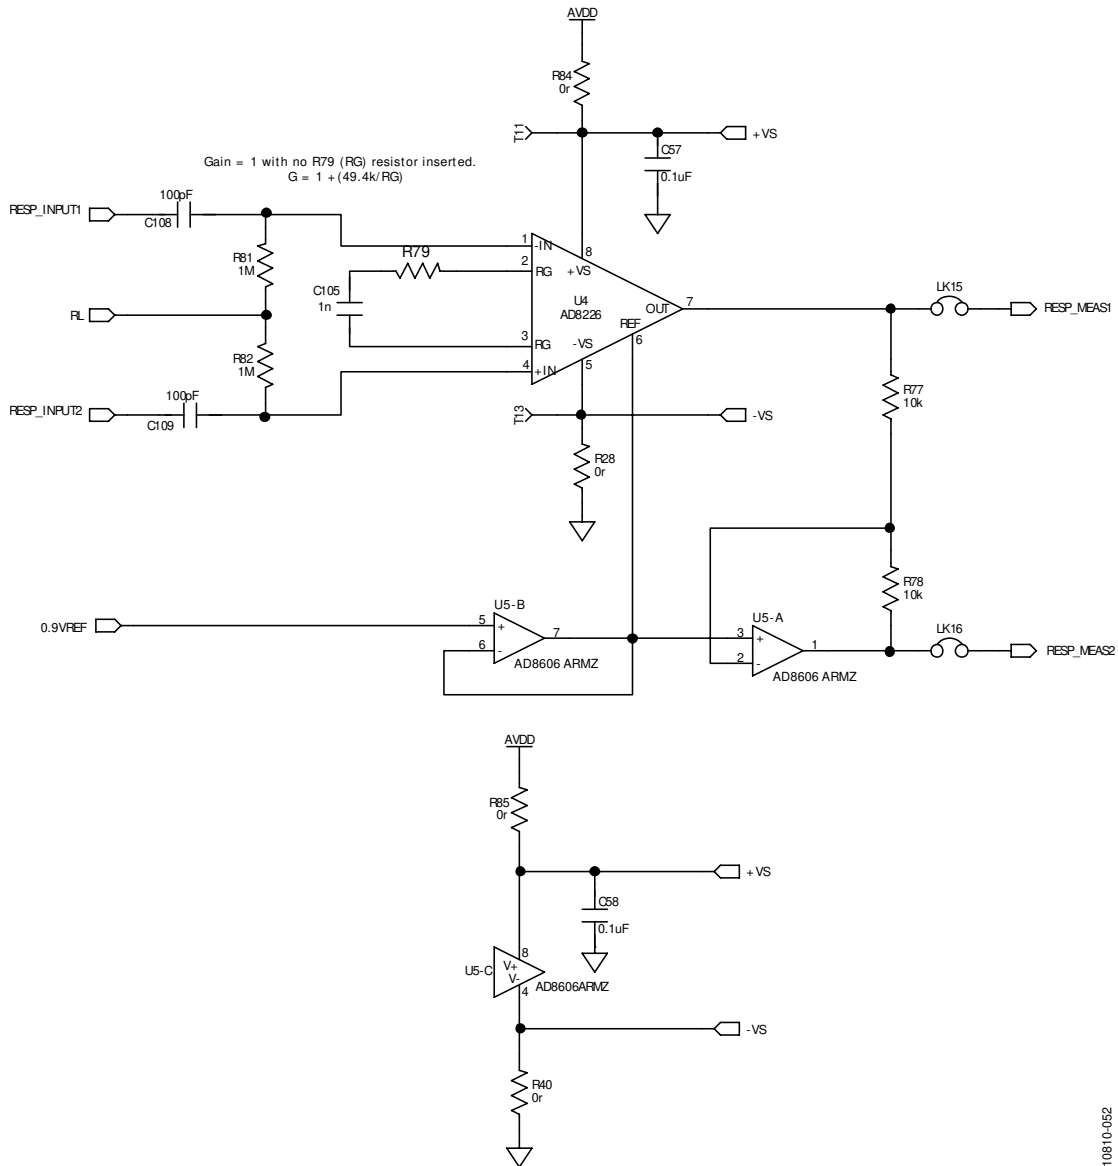 AVDD
R84
0r
T11
+VS
C57
0.1uF
Gain = 1 with no R79 (RG) resistor inserted.
G = 1 +(49.4k/RG)
RESP_INPUT1
100pF
C108
R81
1M
RL
R82
1M
RESP_INPUT2
100pF
C109
R79
C105
1n
1
-IN
2
RG
3
RG
4
+IN
8
+VS
U4
AD8226
OUT
7
REF
6
-VS
5
T13
-VS
R28
0r
LK15
RESP_MEAS1
R77
10k
R78
10k
0.9VREF
U5-B
5
+
6
-
7
AD8606 ARMZ
U5-A
3
+
2
-
1
AD8606 ARMZ
LK16
RESP_MEAS2
AVDD
R85
0r
+VS
C58
0.1uF
8
U5-C
V+
V-
AD8606ARMZ
4
-VS
R40
0r
10810-052